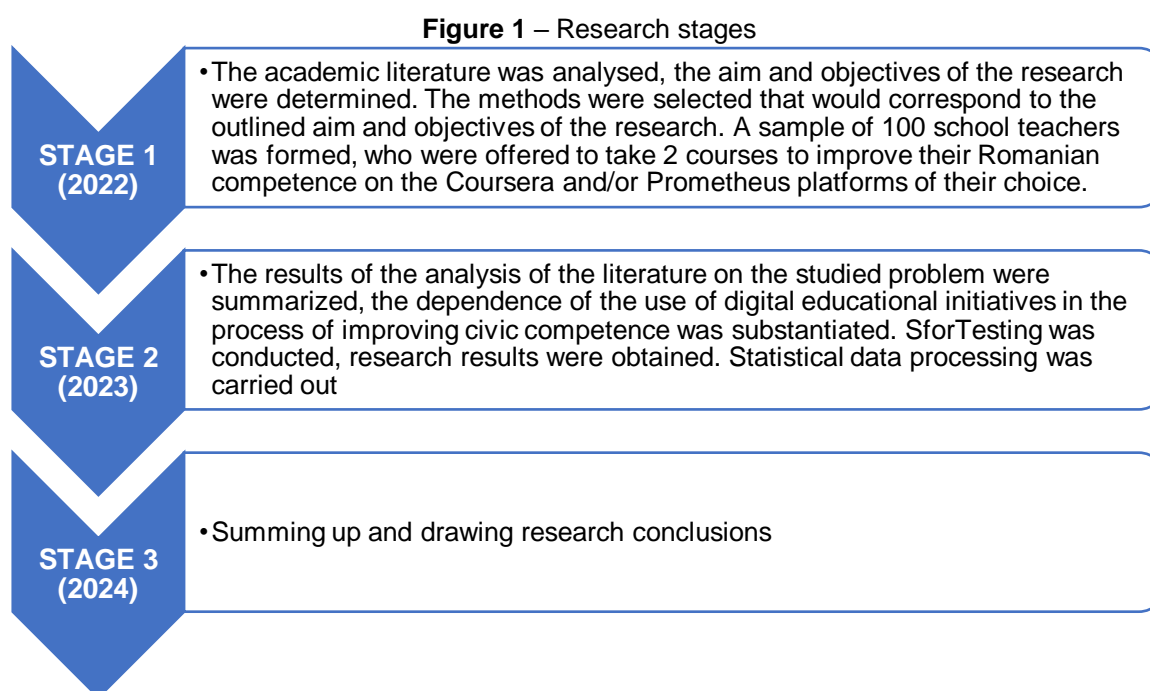 Figure 1 – Research stages
STAGE 1
(2022)
•The academic literature was analysed, the aim and objectives of the research
were determined. The methods were selected that would correspond to the
outlined aim and objectives of the research. A sample of 100 school teachers
was formed, who were offered to take 2 courses to improve their Romanian
competence on the Coursera and/or Prometheus platforms of their choice.
STAGE 2
(2023)
•The results of the analysis of the literature on the studied problem were
summarized, the dependence of the use of digital educational initiatives in the
process of improving civic competence was substantiated. SforTesting was
conducted, research results were obtained. Statistical data processing was
carried out
STAGE 3
(2024)
•Summing up and drawing research conclusions